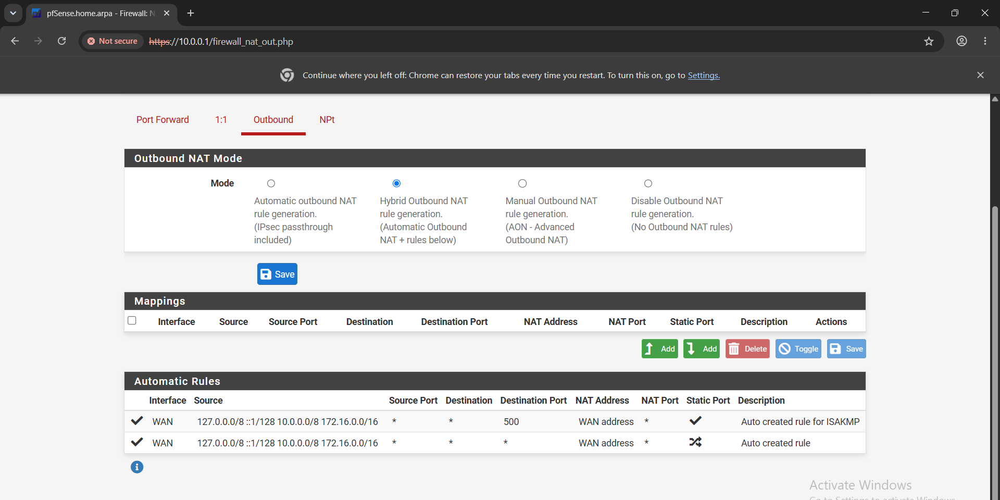 pfSense.home.arpa - Firewall: N
Not secure https://10.0.0.1/firewall_nat_out.php
Continue where you left off: Chrome can restore your tabs every time you restart. To turn this on, go to Settings.
Port Forward 1:1 Outbound NPt
Outbound NAT Mode
Mode
Automatic outbound NAT
rule generation.
(IPsec passthrough
included)
Hybrid Outbound NAT
rule generation.
(Automatic Outbound
NAT + rules below)
Manual Outbound NAT
rule generation.
(AON - Advanced
Outbound NAT)
Disable Outbound NAT
rule generation.
(No Outbound NAT rules)
Save
Mappings
Interface Source Source Port Destination Destination Port NAT Address NAT Port Static Port Description Actions
Add Add Delete Toggle Save
Automatic Rules
Interface Source Source Port Destination Destination Port NAT Address NAT Port Static Port Description
WAN 127.0.0.0/8 ::1/128 10.0.0.0/8 172.16.0.0/16 * * 500 WAN address * Auto created rule for ISAKMP
WAN 127.0.0.0/8 ::1/128 10.0.0.0/8 172.16.0.0/16 * * * WAN address * Auto created rule
Activate Windows
Go to Settings to activate Windows